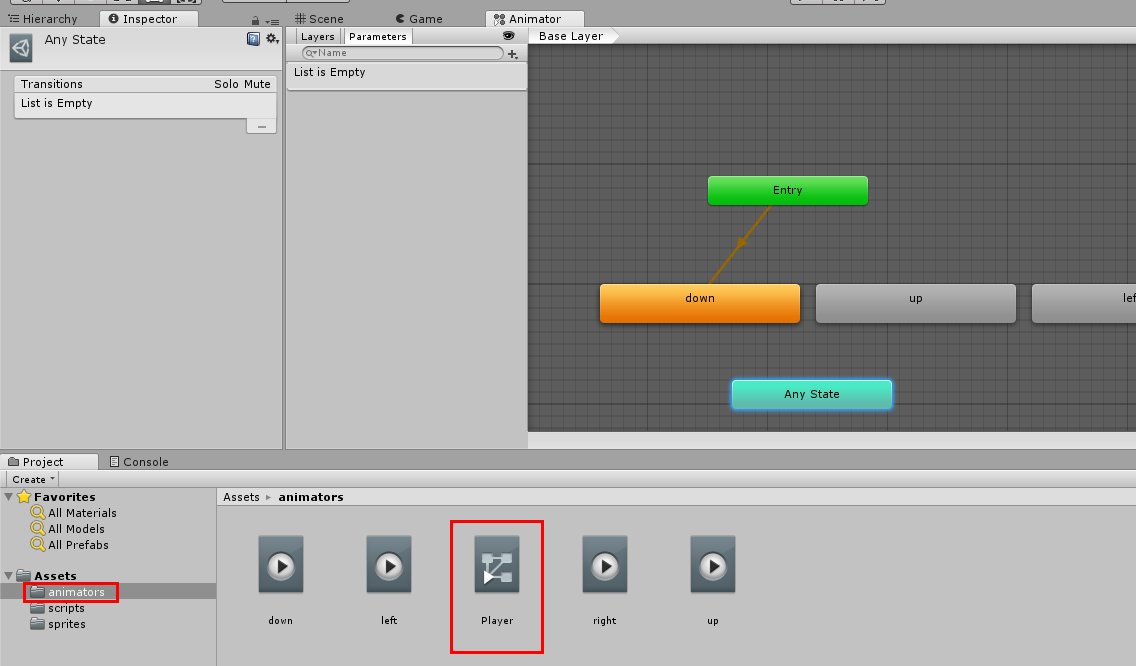 Hierarchy
Inspector
Scene
Game
Animator
Any State
Layers
Parameters
Base Layer
Name
Transitions
Solo Mute
List is Empty
List is Empty
Entry
down
up
Any State
Project
Console
Create
Favorites
All Materials
All Models
All Prefabs
Assets
animators
scripts
sprites
Assets ▸ animators
down
left
Player
right
up